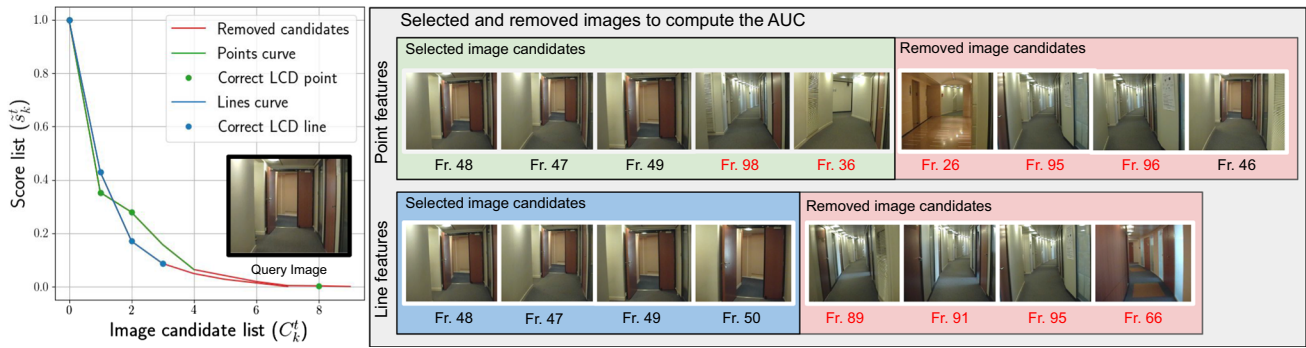 Removed candidates
Points curve
Correct LCD point
Lines curve
Correct LCD line
1.0
0.8
0.6
0.4
0.2
0.0
0 2 4 6 8
Score list (s̃ᵗₖ)
Image candidate list (Cᵗₖ)
Query Image
Selected and removed images to compute the AUC
Point features
Selected image candidates
Removed image candidates
Fr. 48 Fr. 47 Fr. 49 Fr. 98 Fr. 36 Fr. 26 Fr. 95 Fr. 96 Fr. 46
Line features
Selected image candidates
Removed image candidates
Fr. 48 Fr. 47 Fr. 49 Fr. 50 Fr. 89 Fr. 91 Fr. 95 Fr. 66